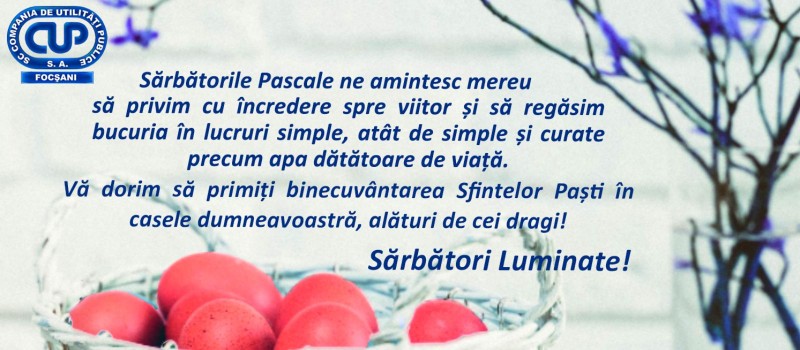 SC COMPANIA DE UTILITĂȚI PUBLICE
CUP
S. A.
FOCȘANI
Sărbătorile Pascale ne amintesc mereu
să privim cu încredere spre viitor și să regăsim
bucuria în lucruri simple, atât de simple și curate
precum apa dătătoare de viață.
Vă dorim să primiți binecuvântarea Sfintelor Paști în
casele dumneavoastră, alături de cei dragi!
Sărbători Luminate!